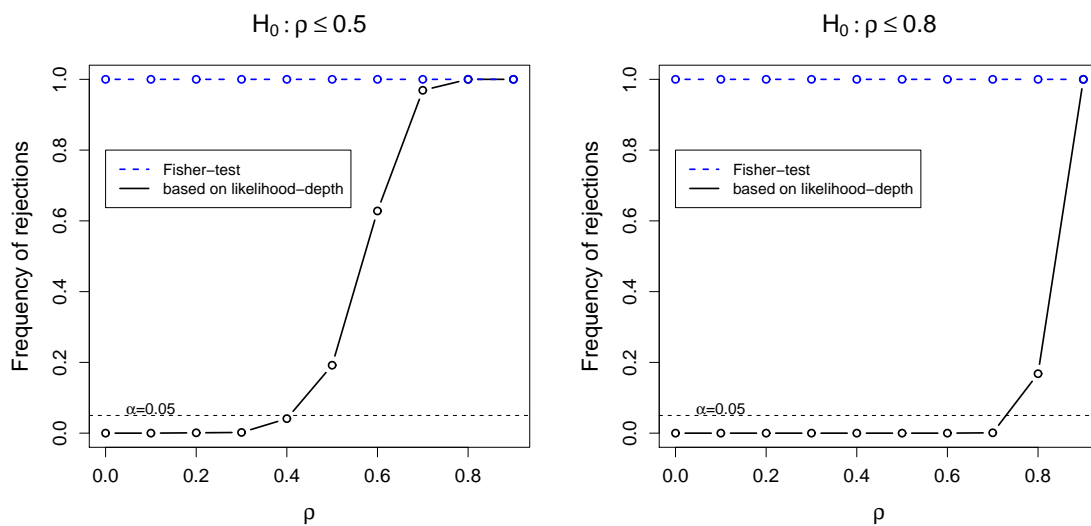 H₀ : ρ ≤ 0.5
Frequency of rejections
1.0
0.8
0.6
0.4
0.2
0.0
Fisher−test
based on likelihood−depth
α=0.05
0.0 0.2 0.4 0.6 0.8
ρ
H₀ : ρ ≤ 0.8
Frequency of rejections
1.0
0.8
0.6
0.4
0.2
0.0
Fisher−test
based on likelihood−depth
α=0.05
0.0 0.2 0.4 0.6 0.8
ρ